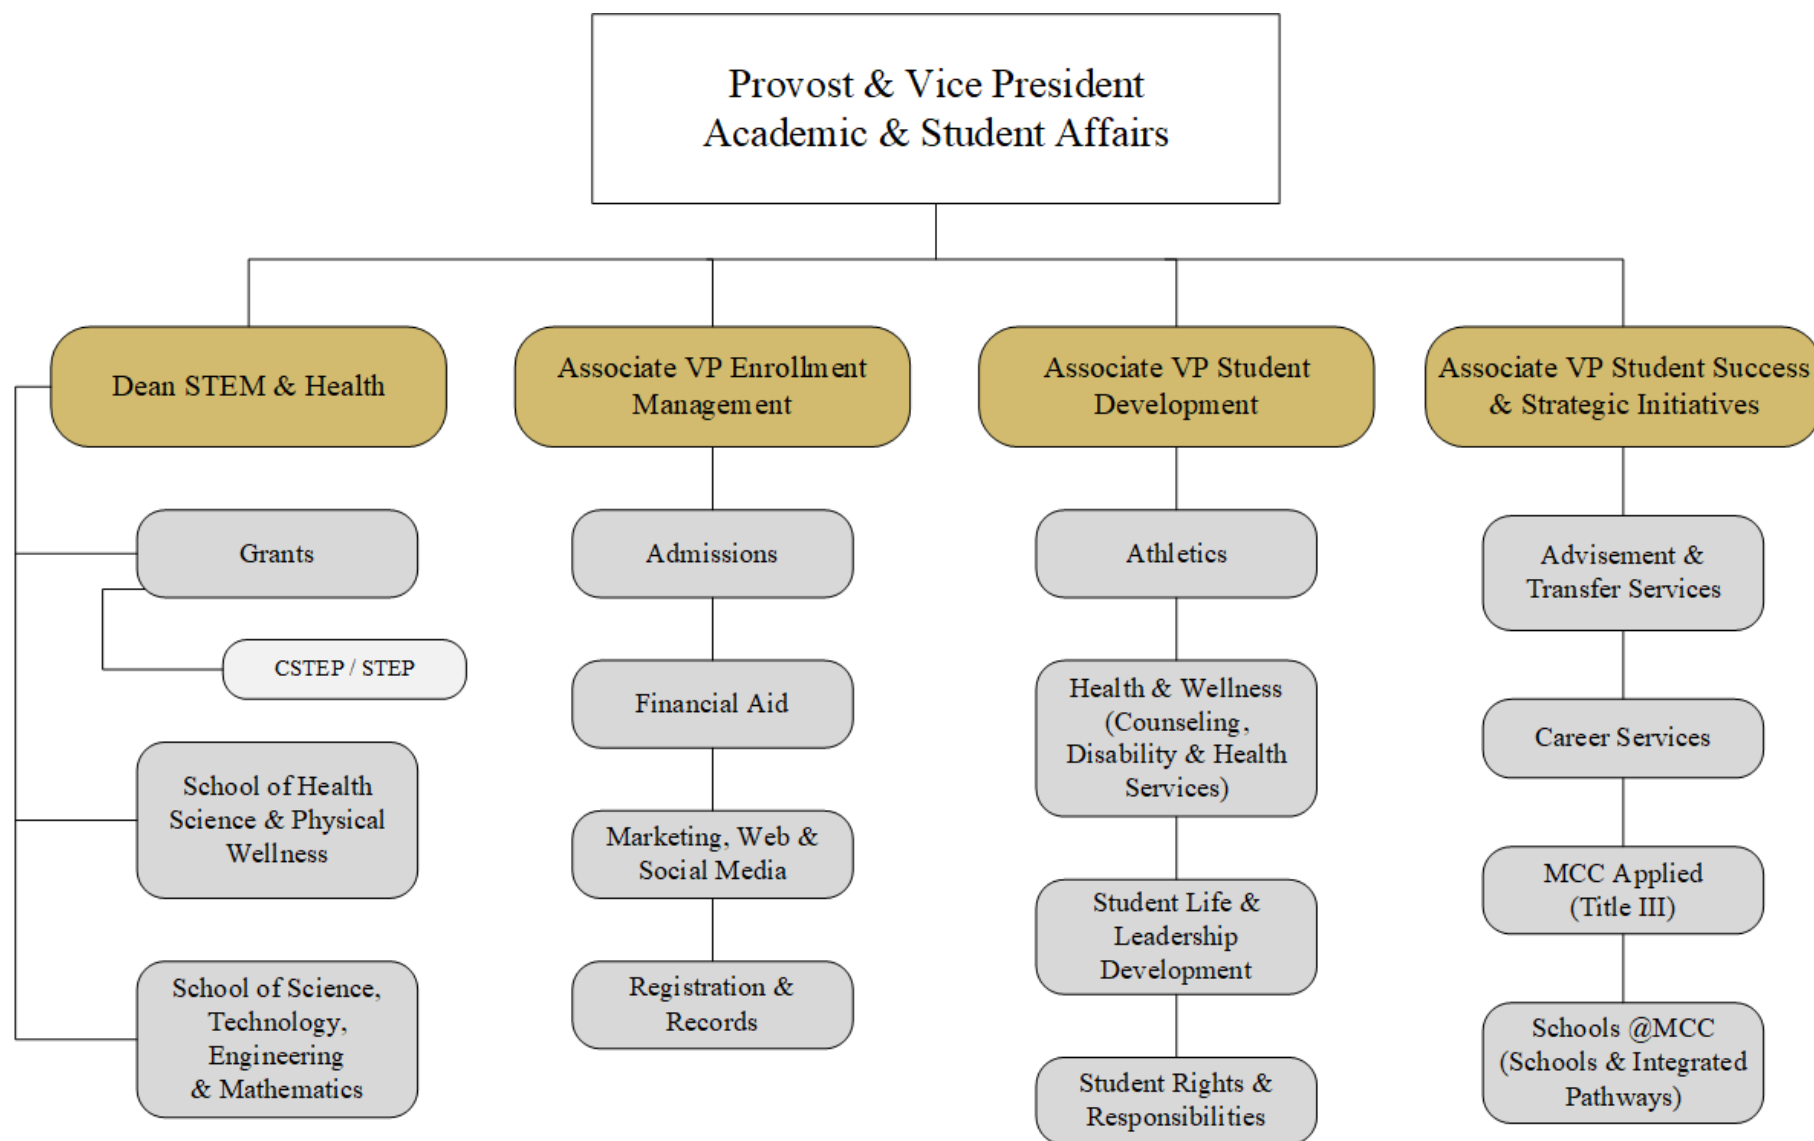 Provost & Vice President
Academic & Student Affairs
Dean STEM & Health
Associate VP Enrollment
Management
Associate VP Student
Development
Associate VP Student Success
& Strategic Initiatives
Grants
CSTEP / STEP
School of Health
Science & Physical
Wellness
School of Science,
Technology,
Engineering
& Mathematics
Admissions
Financial Aid
Marketing, Web &
Social Media
Registration &
Records
Athletics
Health & Wellness
(Counseling,
Disability & Health
Services)
Student Life &
Leadership
Development
Student Rights &
Responsibilities
Advisement &
Transfer Services
Career Services
MCC Applied
(Title III)
Schools @MCC
(Schools & Integrated
Pathways)